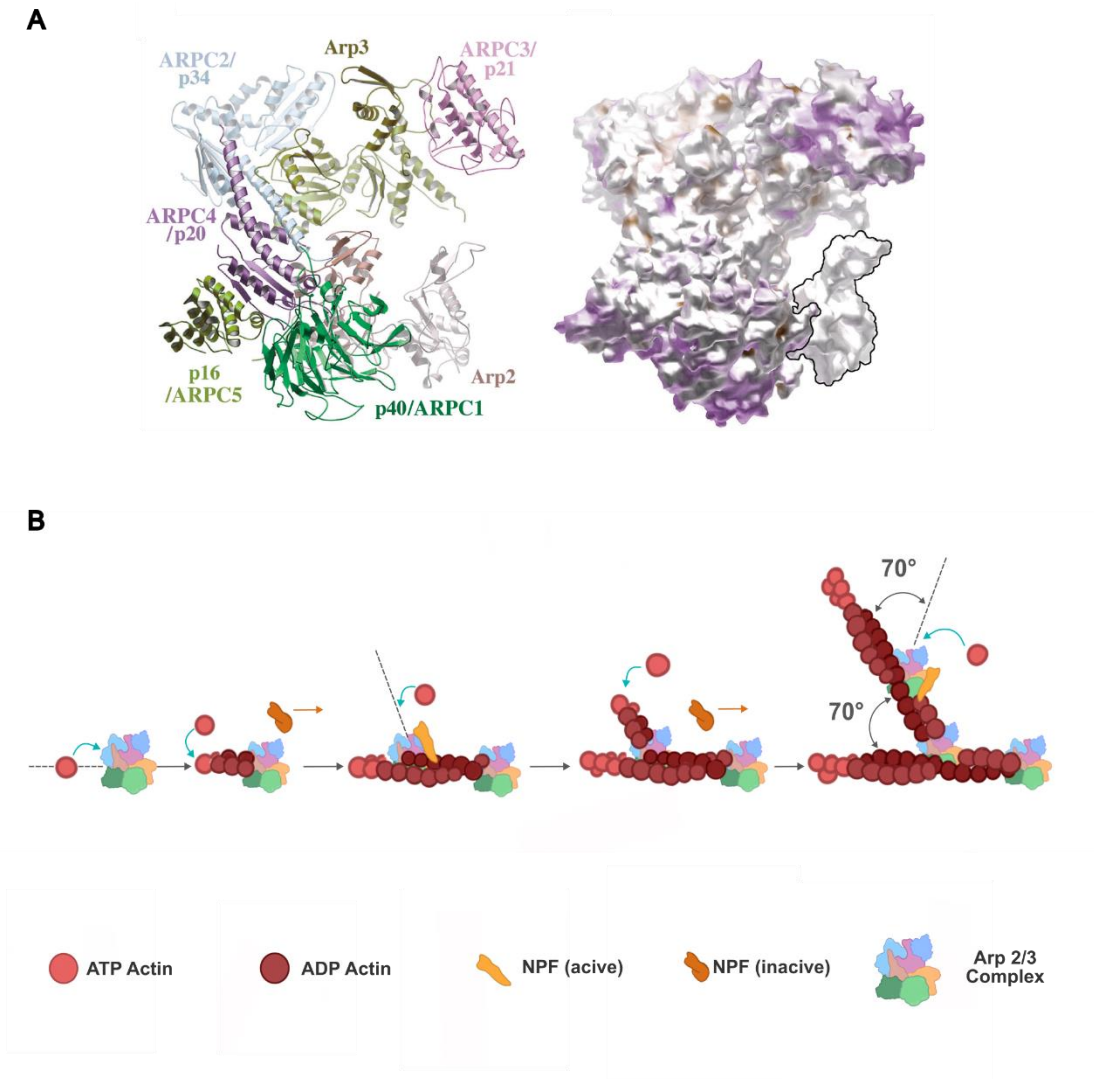 A
ARPC2/
p34
Arp3
ARPC3/
p21
ARPC4
/p20
p16
/ARPC5
Arp2
p40/ARPC1
B
70°
70°
ATP Actin
ADP Actin
NPF (acive)
NPF (inacive)
Arp 2/3
Complex